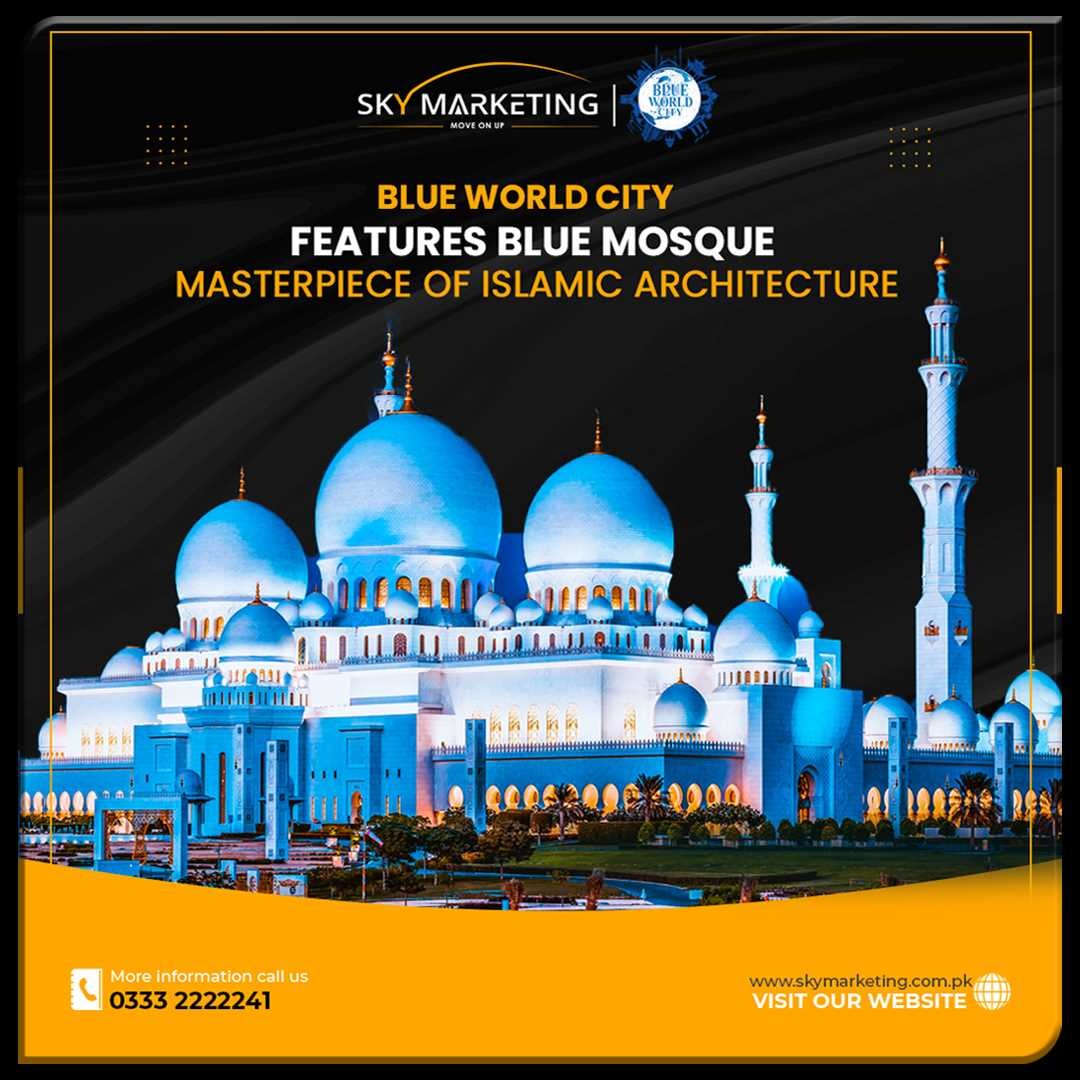 SKY MARKETING
MOVE ON UP
BLUE
WORLD
CITY
BLUE WORLD CITY
FEATURES BLUE MOSQUE
MASTERPIECE OF ISLAMIC ARCHITECTURE
More information call us
0333 2222241
www.skymarketing.com.pk
VISIT OUR WEBSITE